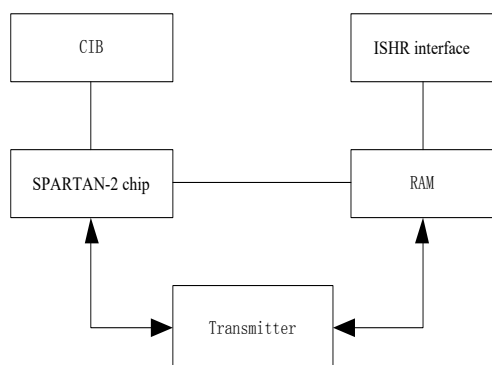 CIB
ISHR interface
SPARTAN-2 chip
RAM
Transmitter